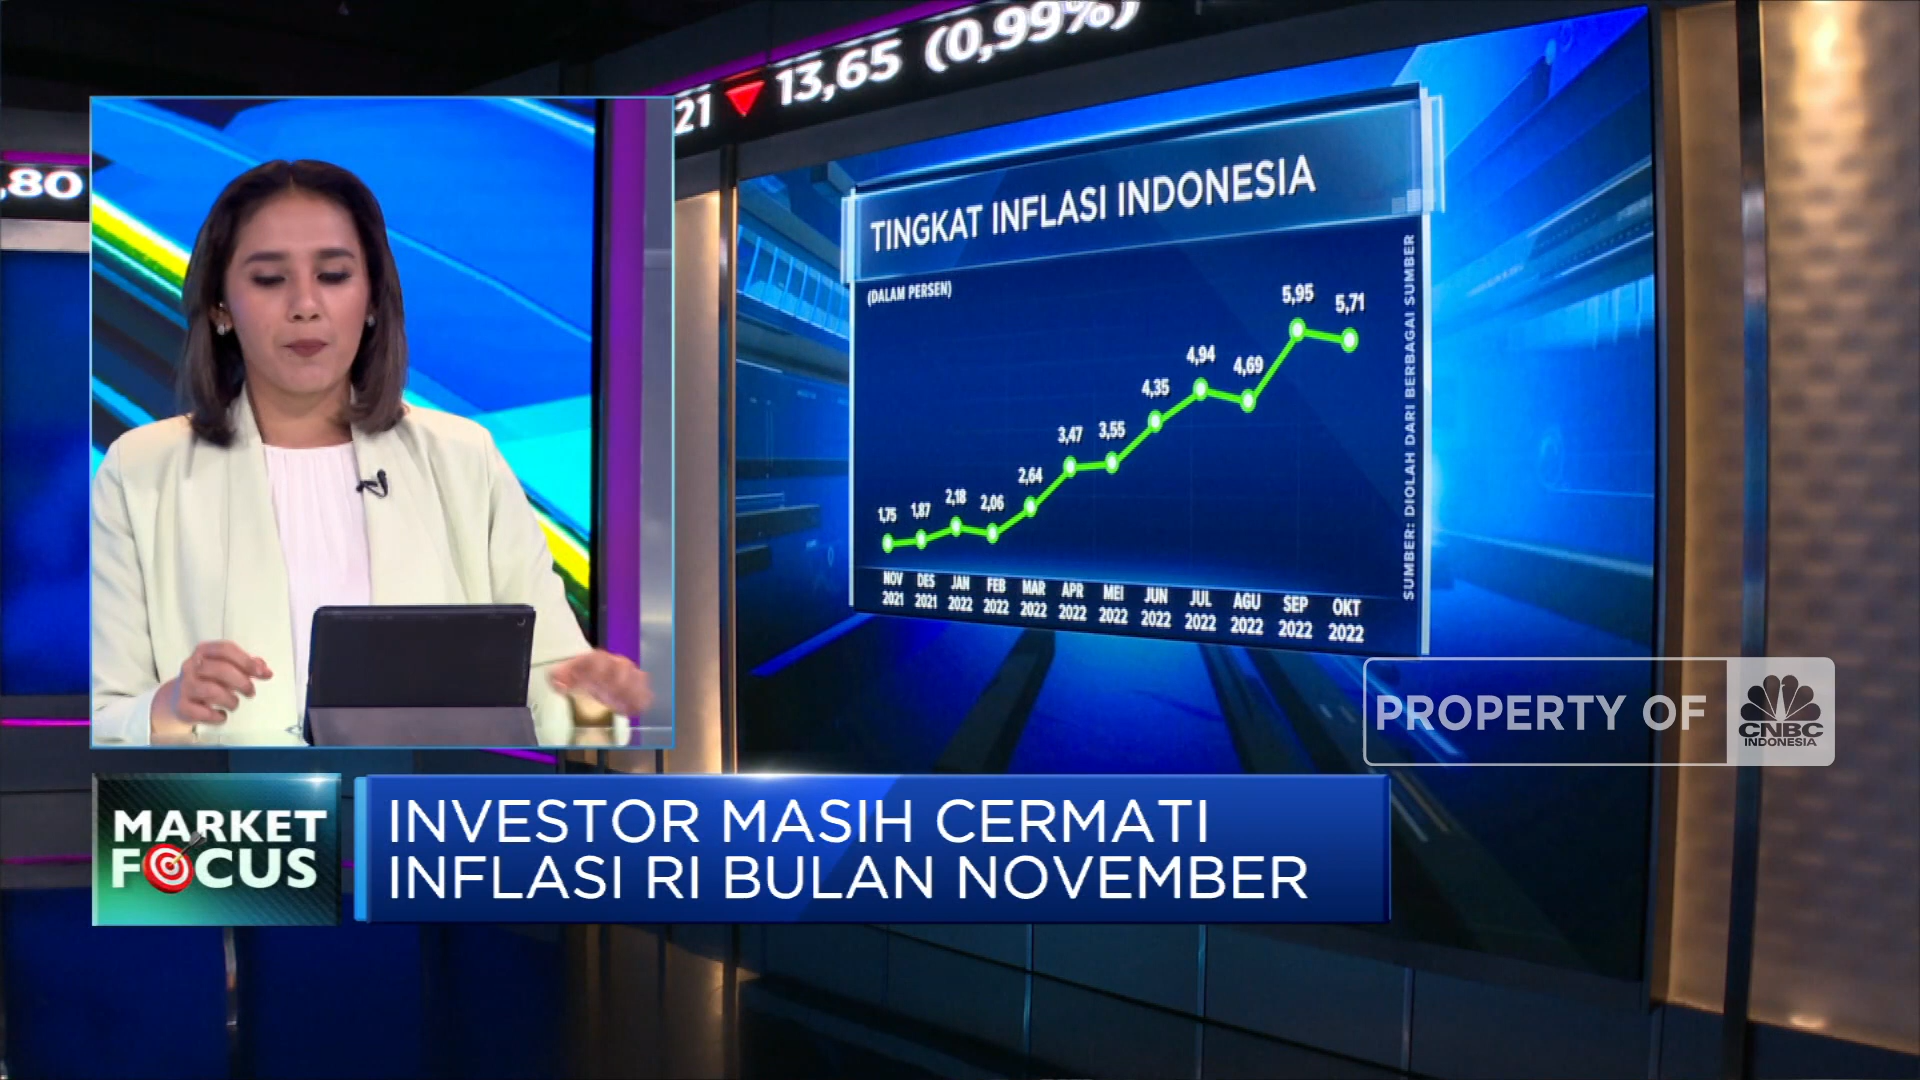 21 ▼ 13,65 (0,99%)
,80
TINGKAT INFLASI INDONESIA
(DALAM PERSEN)
1,75 1,87 2,18 2,06 2,64 3,47 3,55 4,35 4,94 4,69 5,95 5,71
NOV DES JAN FEB MAR APR MEI JUN JUL AGU SEP OKT
2021 2021 2022 2022 2022 2022 2022 2022 2022 2022 2022 2022
SUMBER: DIOLAH DARI BERBAGAI SUMBER
PROPERTY OF
CNBC
INDONESIA
MARKET
FOCUS
INVESTOR MASIH CERMATI
INFLASI RI BULAN NOVEMBER